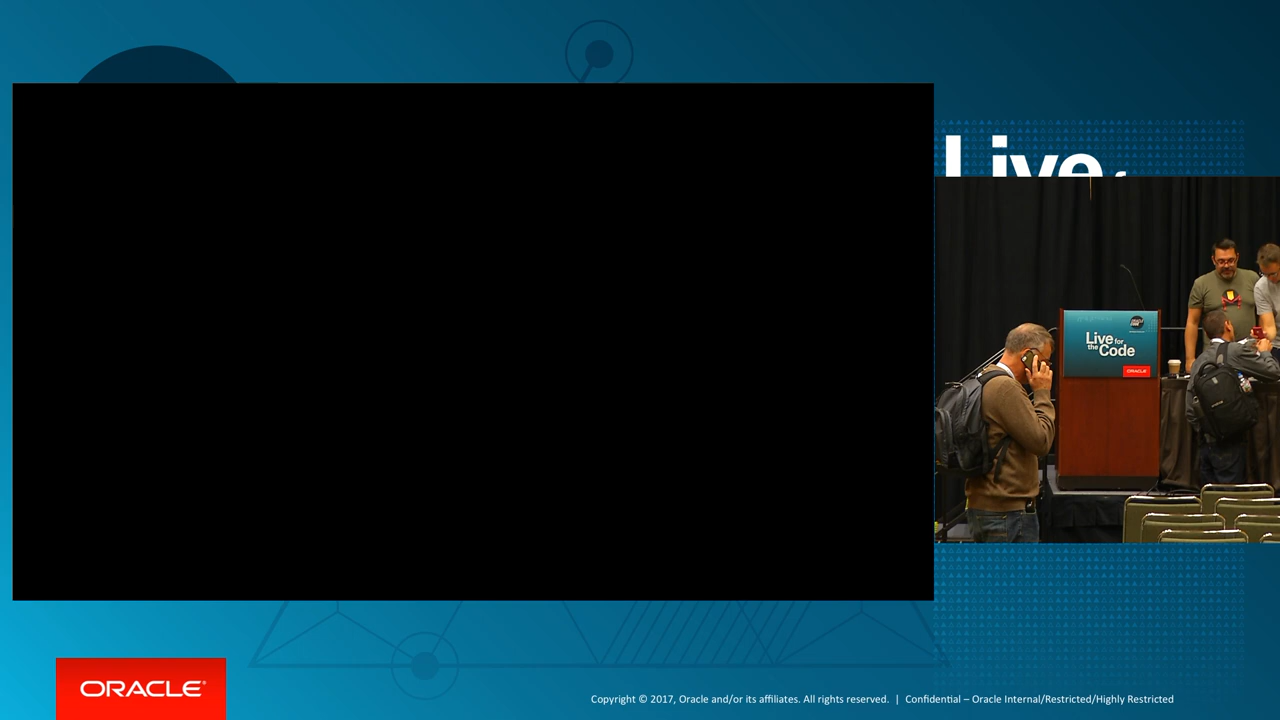 Live
Live for
the Code
ORACLE
ORACLE
Copyright © 2017, Oracle and/or its affiliates. All rights reserved. | Confidential – Oracle Internal/Restricted/Highly Restricted